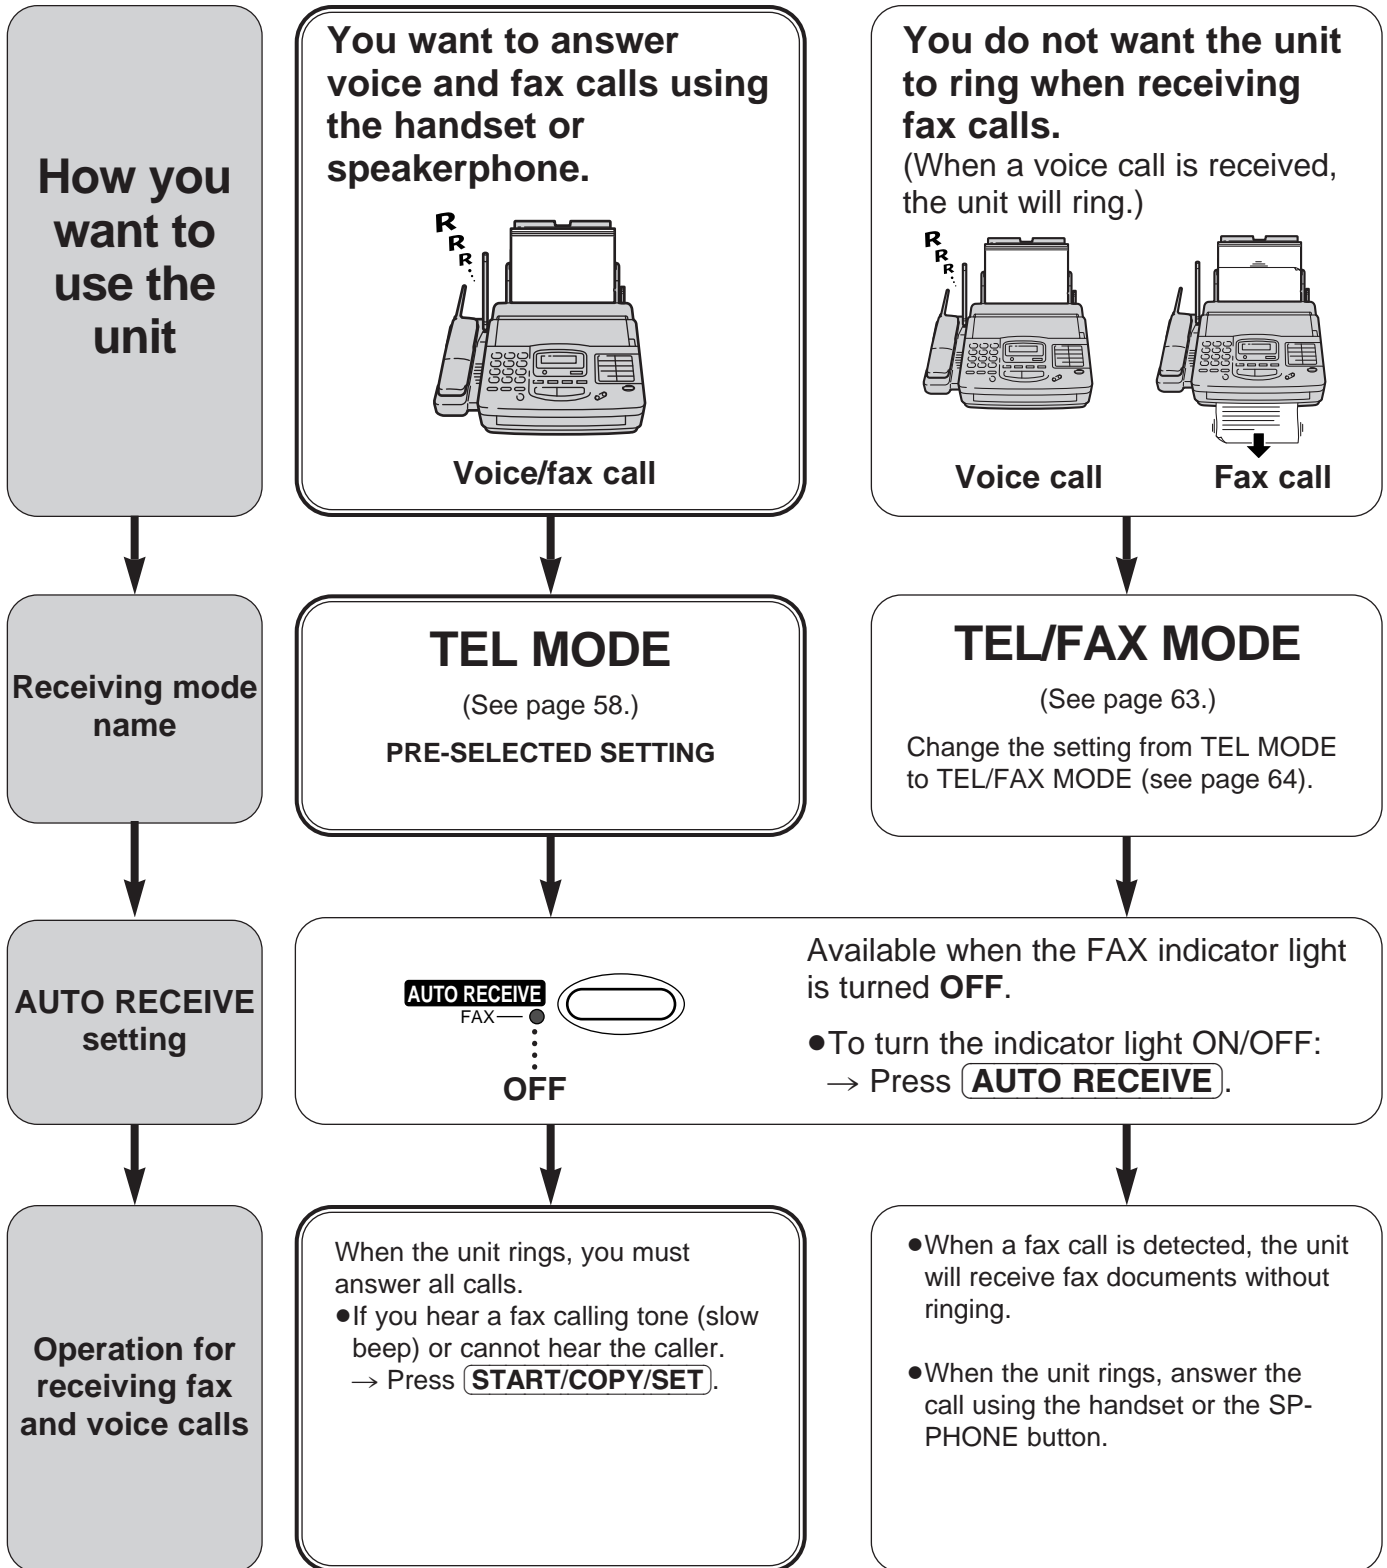 How you
want to
use the
unit
You want to answer
voice and fax calls using
the handset or
speakerphone.
R
R
R
Voice/fax call
You do not want the unit
to ring when receiving
fax calls.
(When a voice call is received,
the unit will ring.)
R
R
R
Voice call
Fax call
Receiving mode
name
TEL MODE
(See page 58.)
PRE-SELECTED SETTING
TEL/FAX MODE
(See page 63.)
Change the setting from TEL MODE
to TEL/FAX MODE (see page 64).
AUTO RECEIVE
setting
AUTO RECEIVE
FAX
OFF
Available when the FAX indicator light
is turned OFF.
●To turn the indicator light ON/OFF:
→ Press AUTO RECEIVE.
Operation for
receiving fax
and voice calls
When the unit rings, you must
answer all calls.
●If you hear a fax calling tone (slow
beep) or cannot hear the caller.
→ Press START/COPY/SET.
●When a fax call is detected, the unit
will receive fax documents without
ringing.
●When the unit rings, answer the
call using the handset or the SP-
PHONE button.